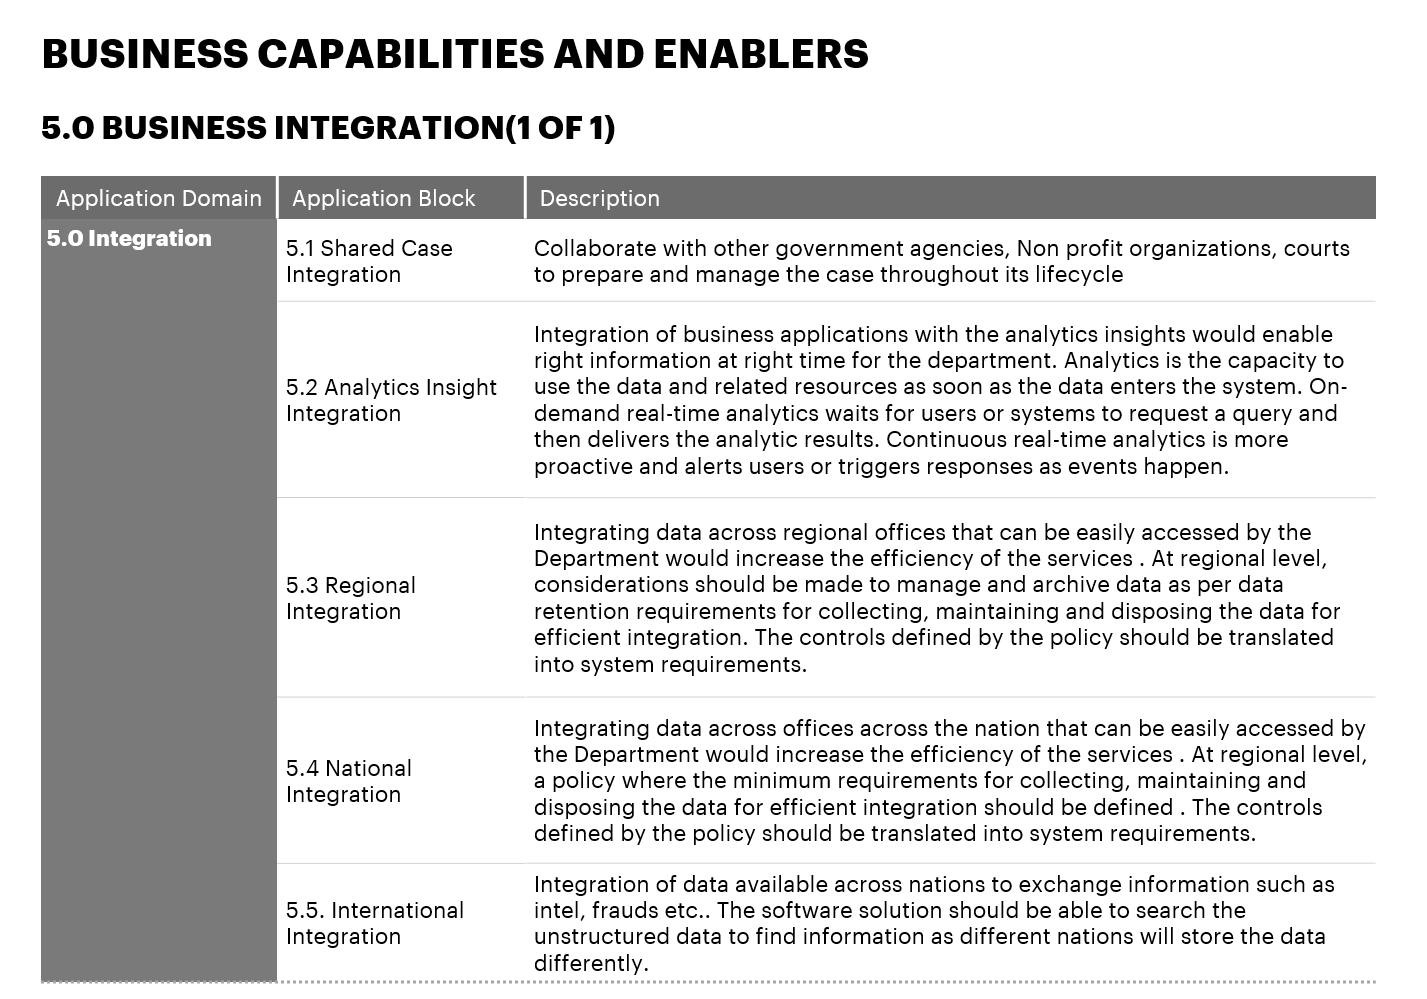 BUSINESS CAPABILITIES AND ENABLERS
5.0 BUSINESS INTEGRATION(1 OF 1)
Application Domain
Application Block
Description
5.0 Integration
5.1 Shared Case
Integration
Collaborate with other government agencies, Non profit organizations, courts
to prepare and manage the case throughout its lifecycle
5.2 Analytics Insight
Integration
Integration of business applications with the analytics insights would enable
right information at right time for the department. Analytics is the capacity to
use the data and related resources as soon as the data enters the system. On-
demand real-time analytics waits for users or systems to request a query and
then delivers the analytic results. Continuous real-time analytics is more
proactive and alerts users or triggers responses as events happen.
5.3 Regional
Integration
Integrating data across regional offices that can be easily accessed by the
Department would increase the efficiency of the services . At regional level,
considerations should be made to manage and archive data as per data
retention requirements for collecting, maintaining and disposing the data for
efficient integration. The controls defined by the policy should be translated
into system requirements.
5.4 National
Integration
Integrating data across offices across the nation that can be easily accessed by
the Department would increase the efficiency of the services . At regional level,
a policy where the minimum requirements for collecting, maintaining and
disposing the data for efficient integration should be defined . The controls
defined by the policy should be translated into system requirements.
5.5. International
Integration
Integration of data available across nations to exchange information such as
intel, frauds etc.. The software solution should be able to search the
unstructured data to find information as different nations will store the data
differently.